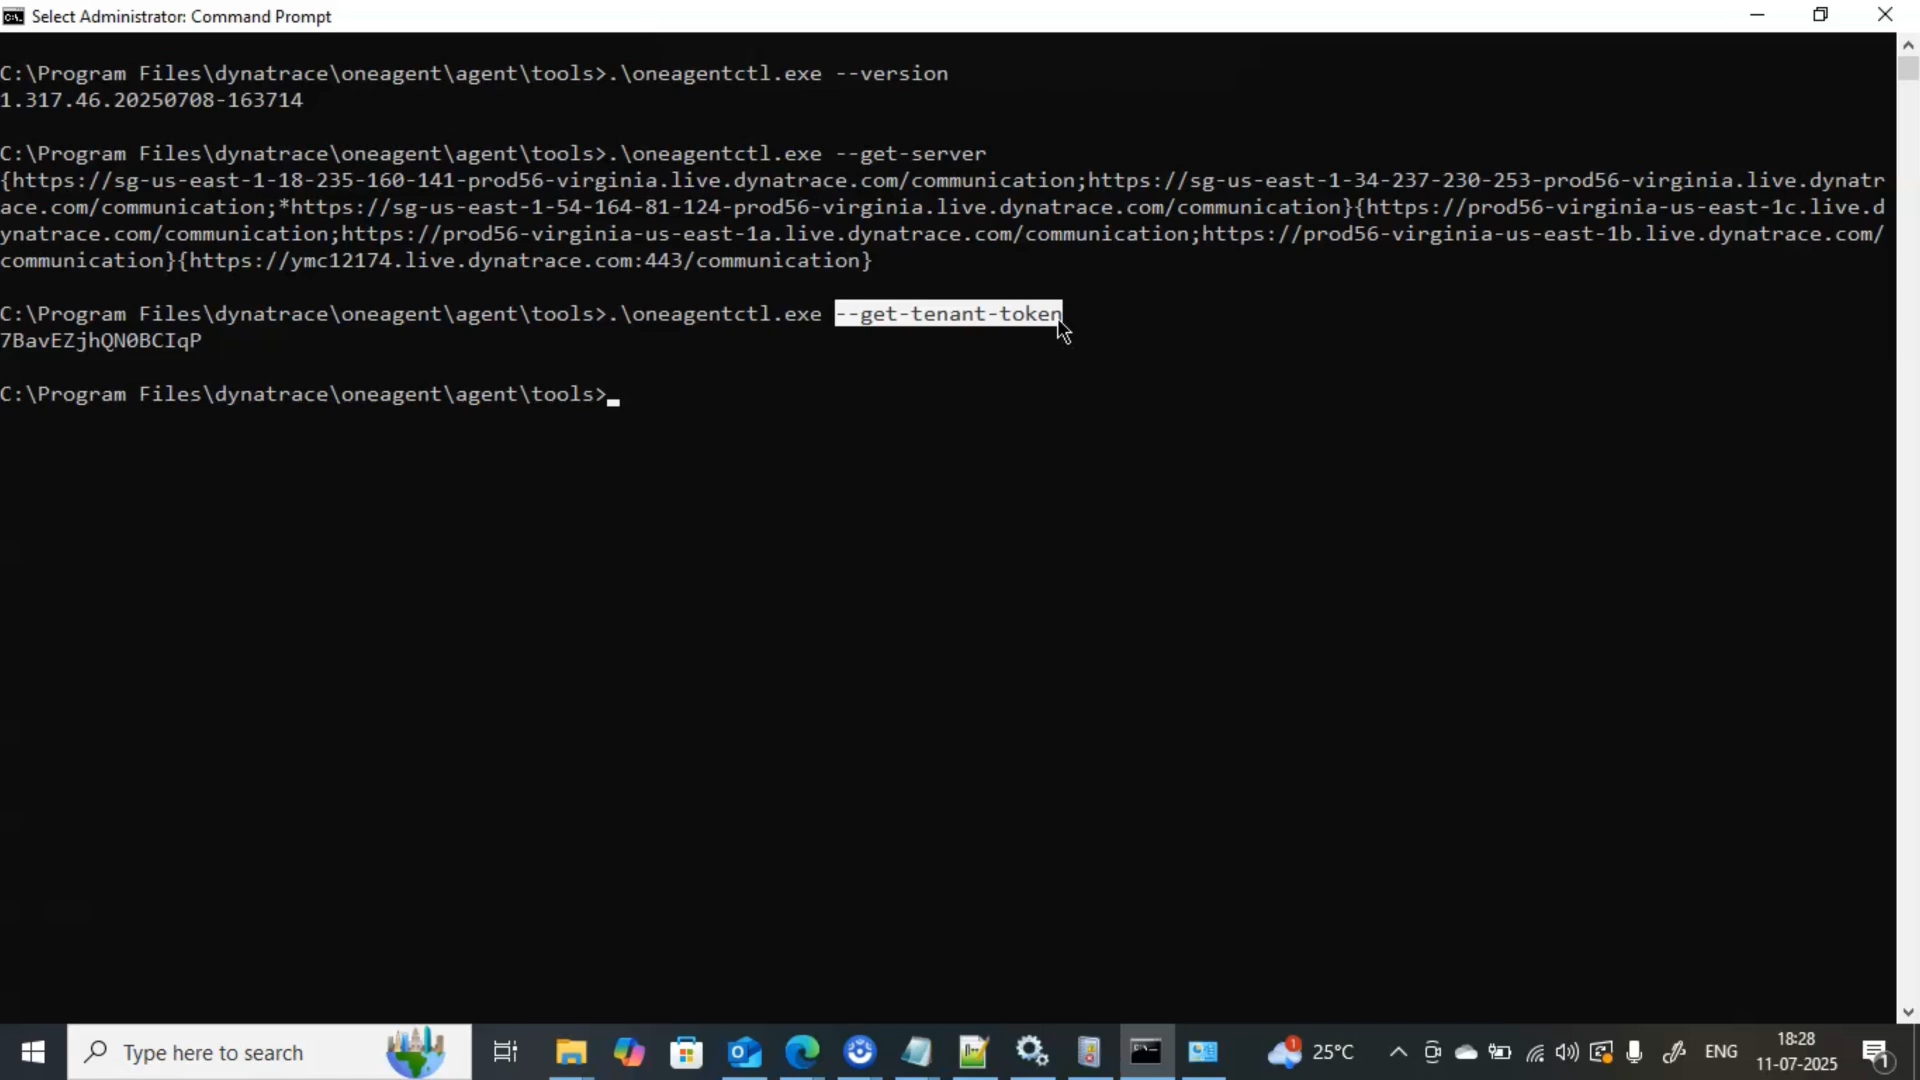 Select Administrator: Command Prompt
C:\Program Files\dynatrace\oneagent\agent\tools>.\oneagentctl.exe --version
1.317.46.20250708-163714
C:\Program Files\dynatrace\oneagent\agent\tools>.\oneagentctl.exe --get-server
{https://sg-us-east-1-18-235-160-141-prod56-virginia.live.dynatrace.com/communication;https://sg-us-east-1-34-237-230-253-prod56-virginia.live.dynatr
ace.com/communication;*https://sg-us-east-1-54-164-81-124-prod56-virginia.live.dynatrace.com/communication}{https://prod56-virginia-us-east-1c.live.d
ynatrace.com/communication;https://prod56-virginia-us-east-1a.live.dynatrace.com/communication;https://prod56-virginia-us-east-1b.live.dynatrace.com/
communication}{https://ymc12174.live.dynatrace.com:443/communication}
C:\Program Files\dynatrace\oneagent\agent\tools>.\oneagentctl.exe --get-tenant-token
7BavEZjhQN0BCIqP
C:\Program Files\dynatrace\oneagent\agent\tools>
Type here to search
1
25°C
ENG
18:28
11-07-2025
1